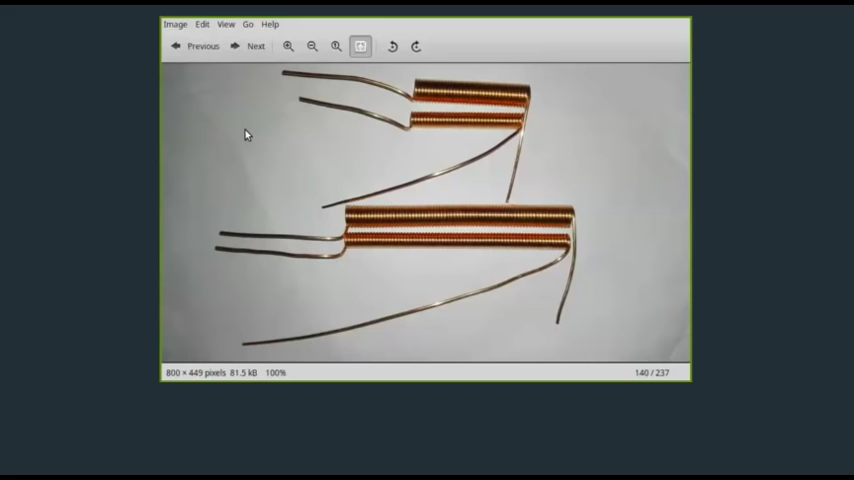 Image Edit View Go Help
Previous Next
800 × 449 pixels 81.5 kB 100% 140 / 237